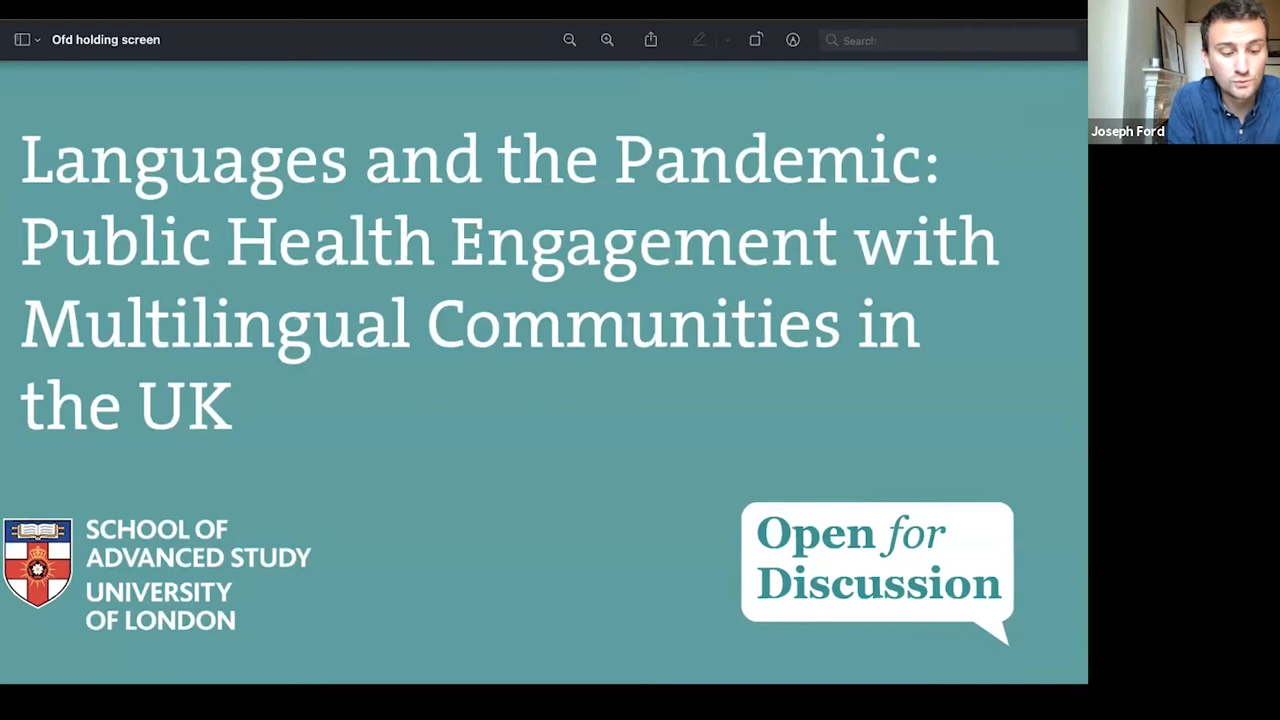 Ofd holding screen
Search
Joseph Ford
Languages and the Pandemic:
Public Health Engagement with
Multilingual Communities in
the UK
SCHOOL OF
ADVANCED STUDY
UNIVERSITY
OF LONDON
Open for
Discussion